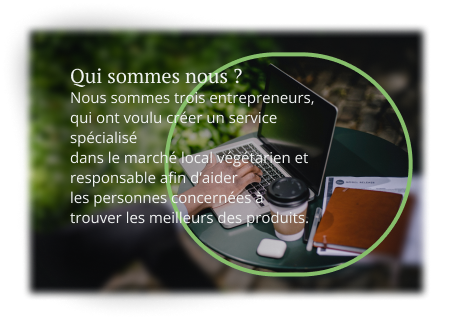 Qui sommes nous ?
Nous sommes trois entrepreneurs,
qui ont voulu créer un service
spécialisé
dans le marché local végétarien et
responsable afin d'aider
les personnes concernées à
trouver les meilleurs des produits.